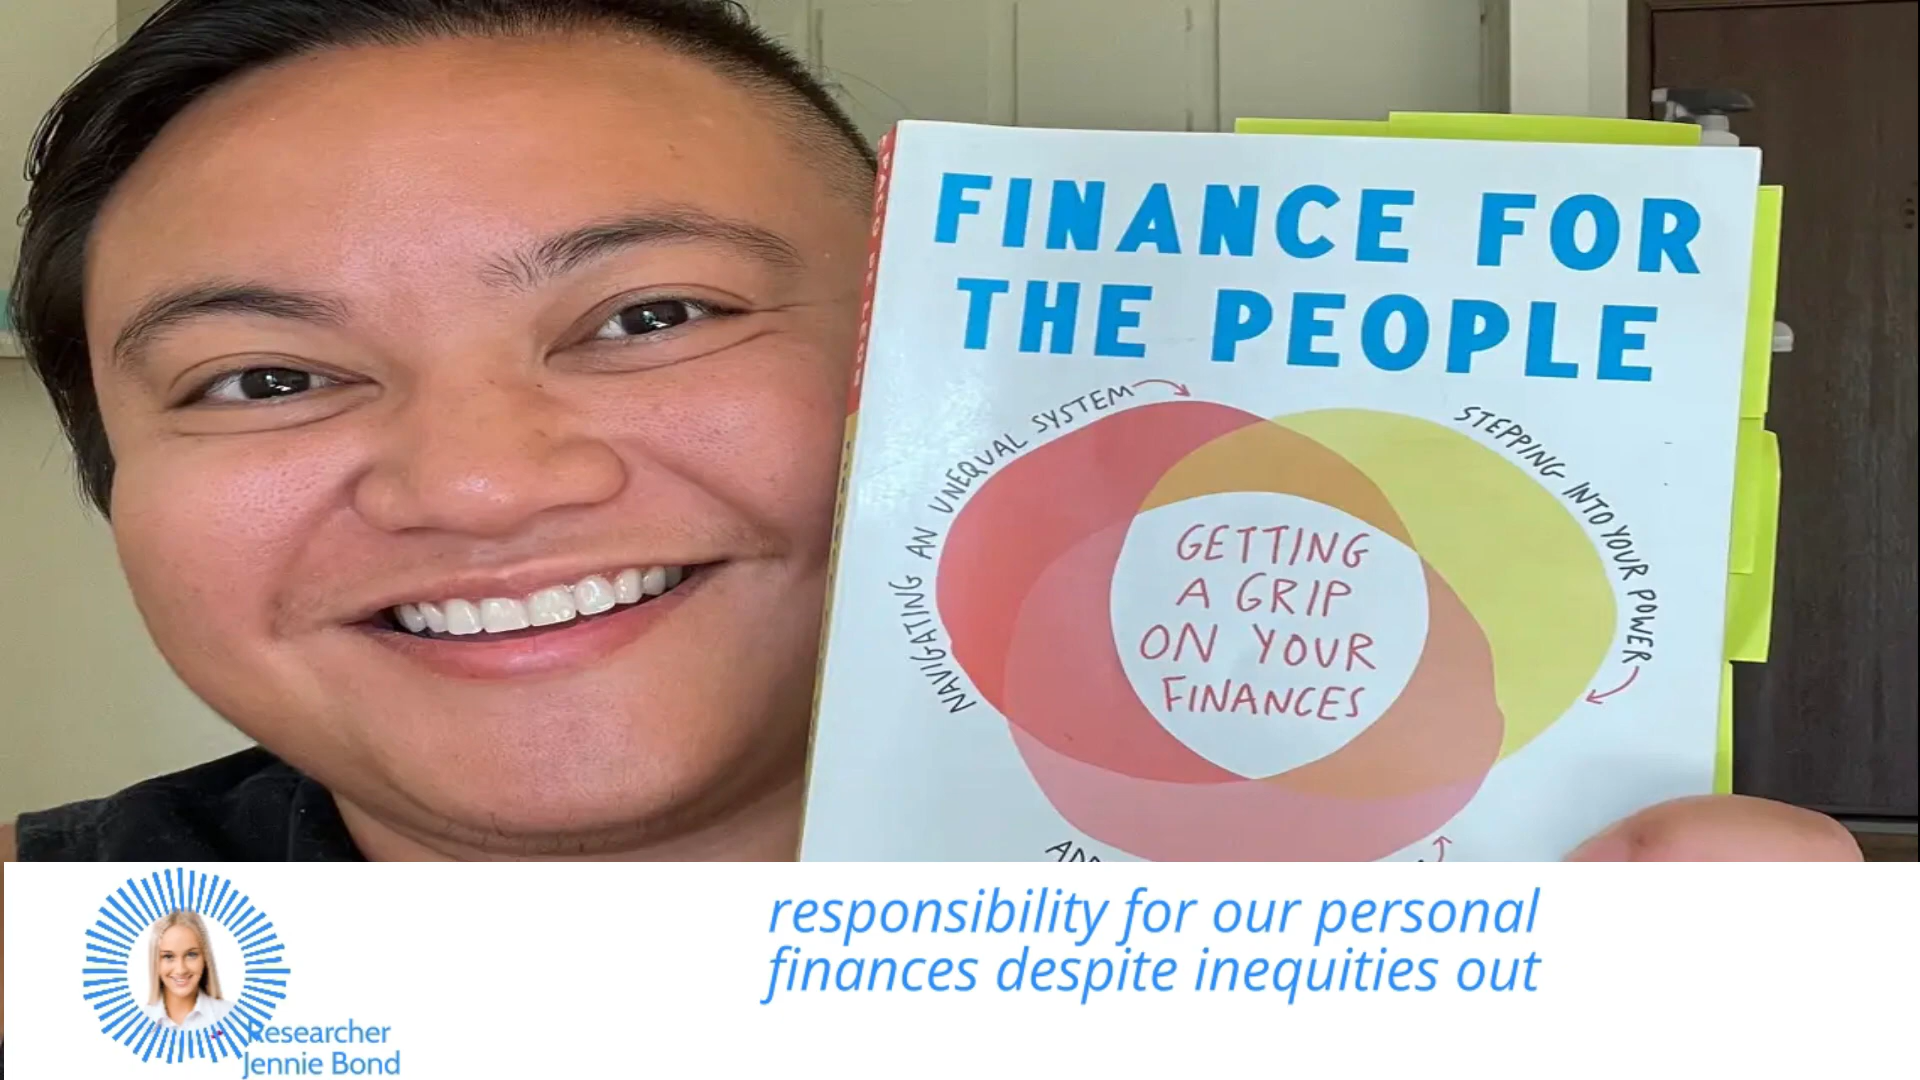 FINANCE FOR
THE PEOPLE
NAVIGATING AN UNEQUAL SYSTEM
STEPPING INTO YOUR POWER
GETTING
A GRIP
ON YOUR
FINANCES
responsibility for our personal
finances despite inequities out
Researcher
Jennie Bond